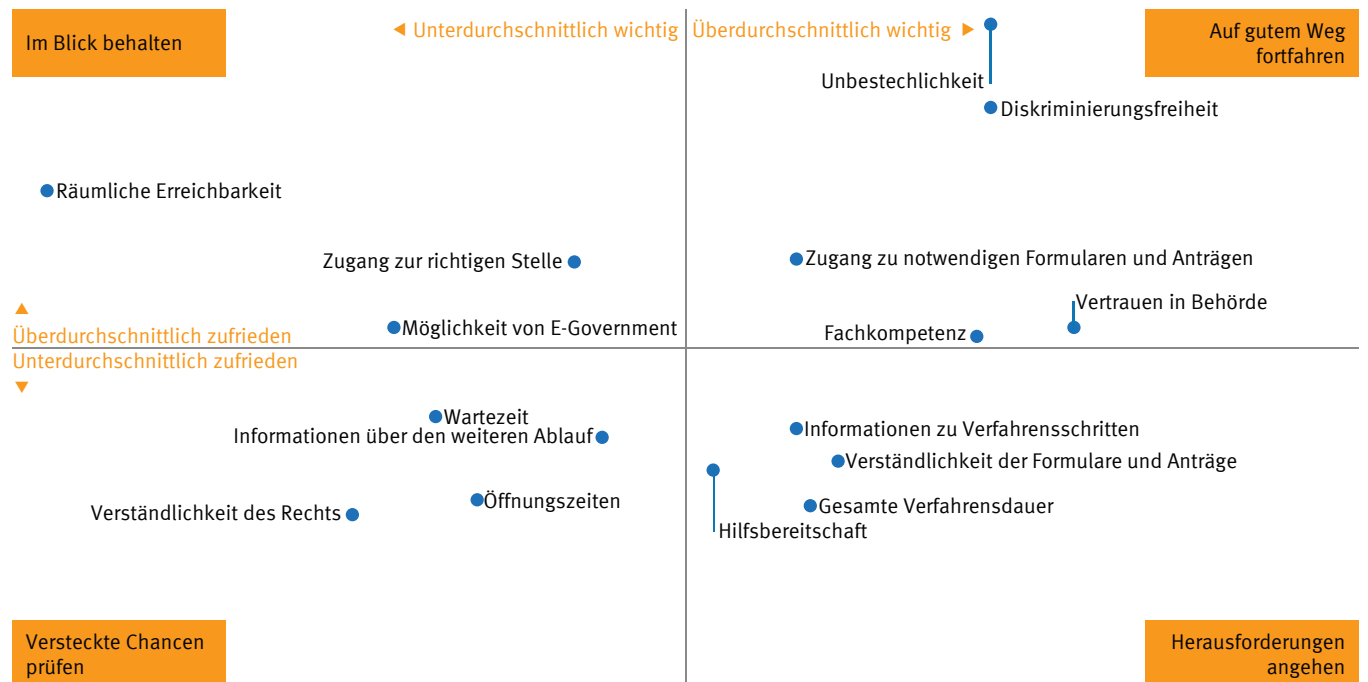 Im Blick behalten
◄ Unterdurchschnittlich wichtig
Überdurchschnittlich wichtig ►
Auf gutem Weg
fortfahren
Unbestechlichkeit
Diskriminierungsfreiheit
Räumliche Erreichbarkeit
Zugang zur richtigen Stelle
Zugang zu notwendigen Formularen und Anträgen
Vertrauen in Behörde
▲
Überdurchschnittlich zufrieden
Möglichkeit von E-Government
Fachkompetenz
Unterdurchschnittlich zufrieden
▼
Wartezeit
Informationen über den weiteren Ablauf
Informationen zu Verfahrensschritten
Verständlichkeit der Formulare und Anträge
Öffnungszeiten
Verständlichkeit des Rechts
Gesamte Verfahrensdauer
Hilfsbereitschaft
Versteckte Chancen
prüfen
Herausforderungen
angehen